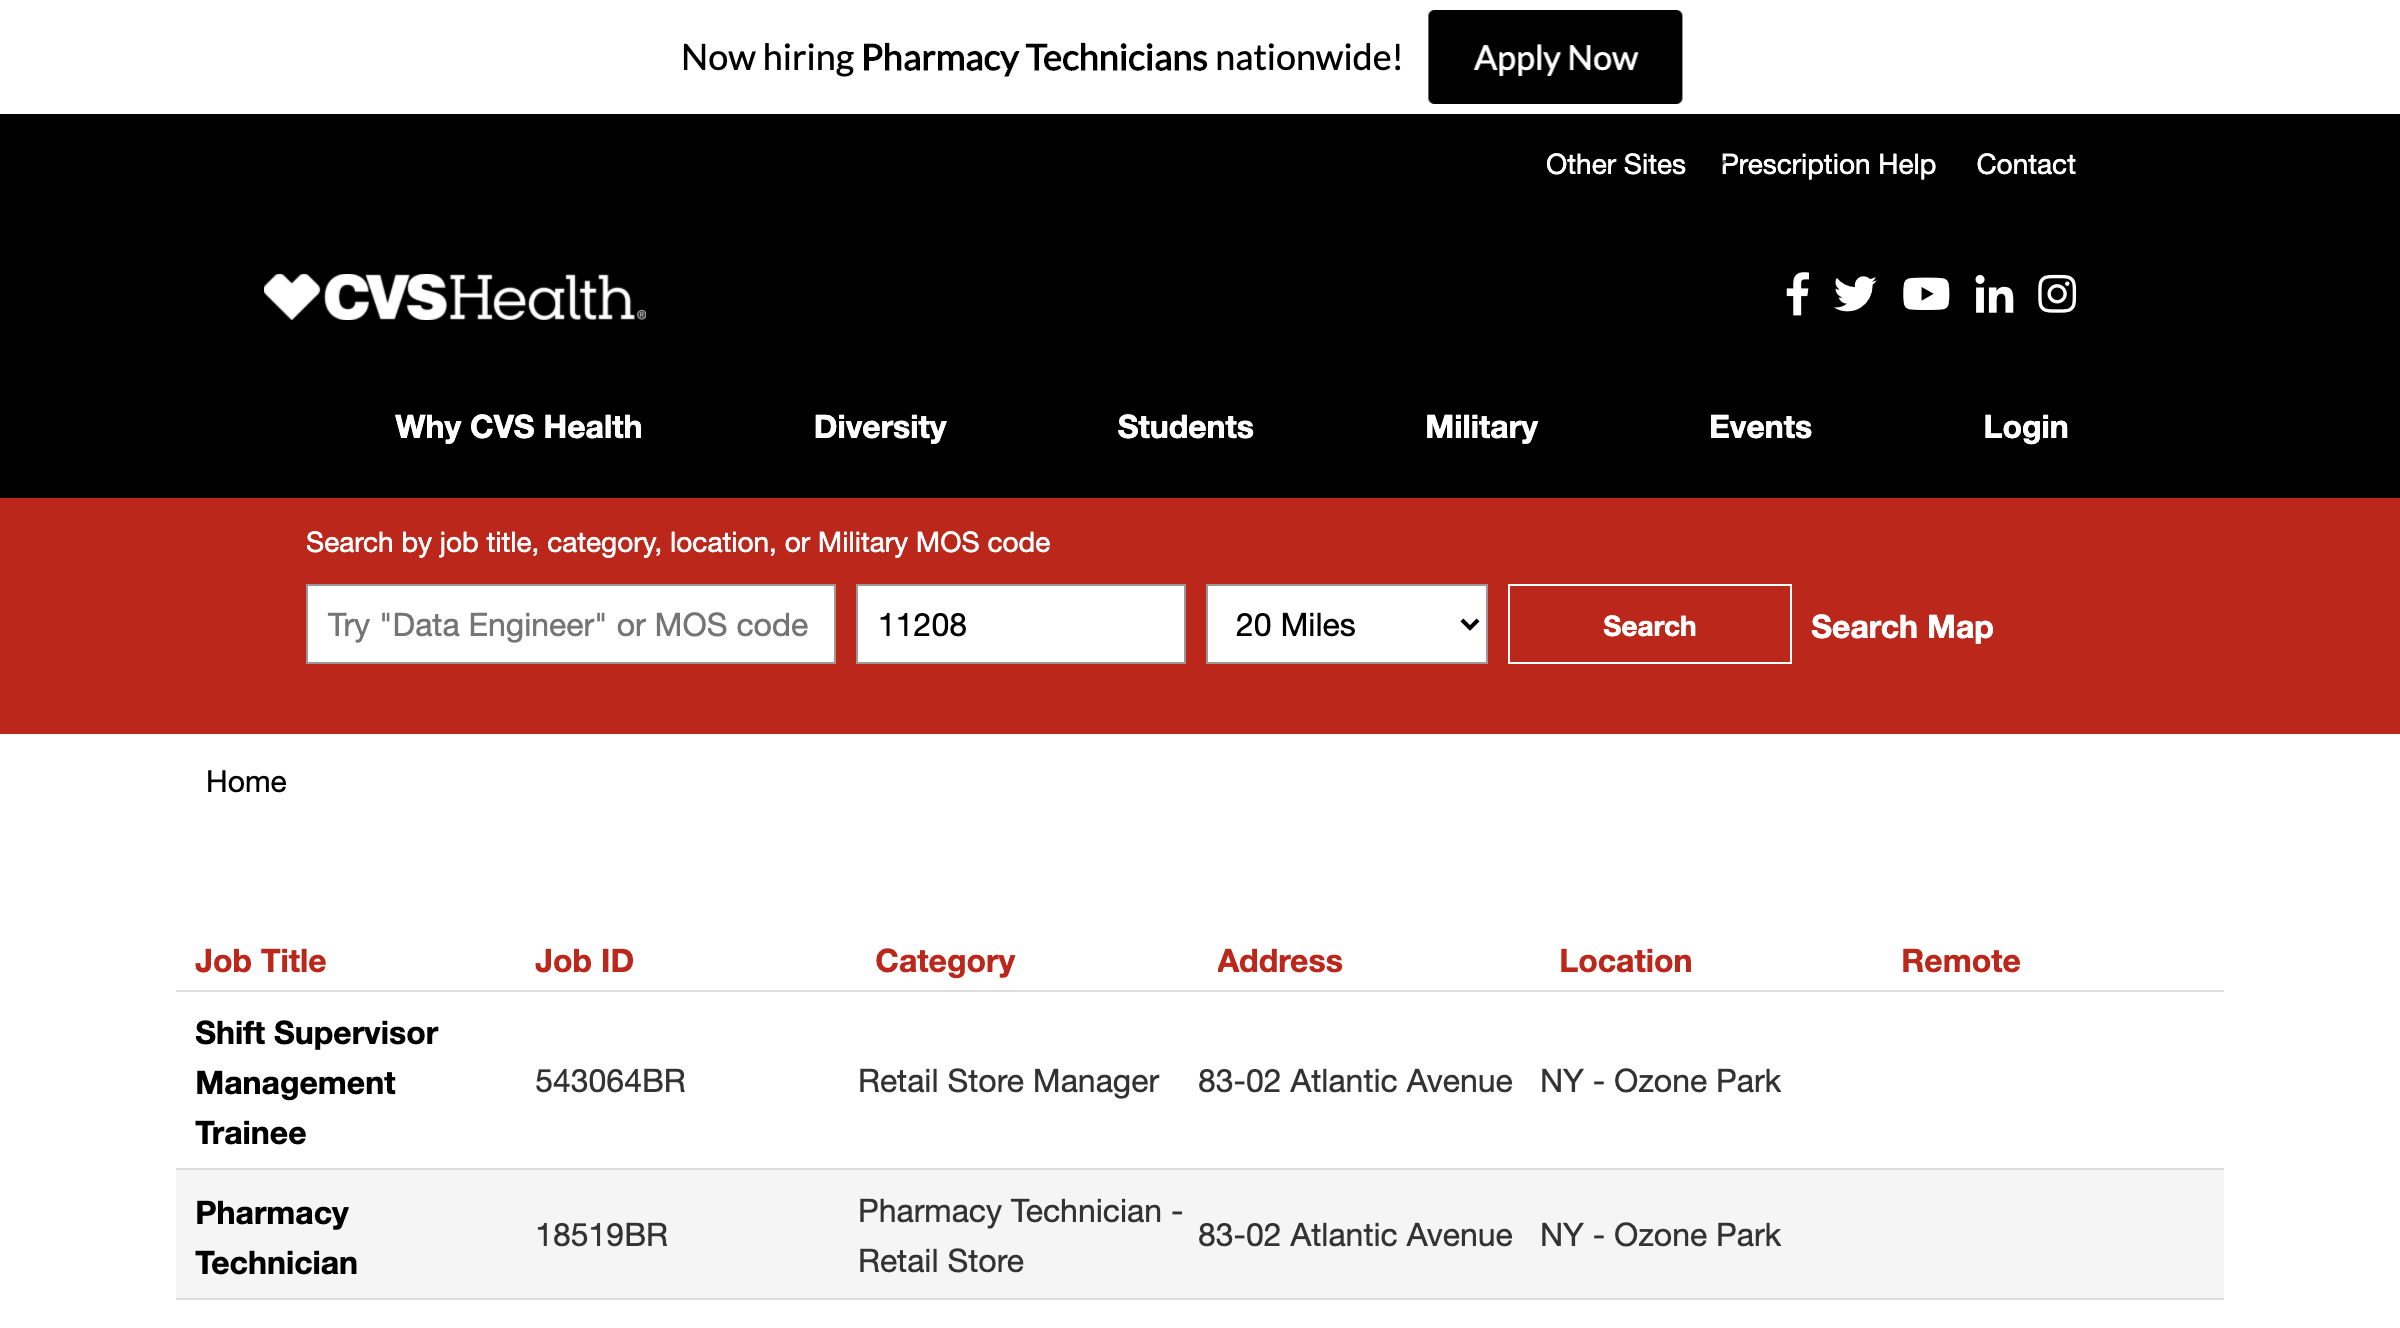 Now hiring Pharmacy Technicians nationwide! Apply Now
Other Sites Prescription Help Contact
CVSHealth®
Why CVS Health Diversity Students Military Events Login
Search by job title, category, location, or Military MOS code
Try "Data Engineer" or MOS code 11208 20 Miles Search Search Map
Home
Job Title Job ID Category Address Location Remote
Shift Supervisor
Management
Trainee
543064BR Retail Store Manager 83-02 Atlantic Avenue NY - Ozone Park
Pharmacy
Technician
18519BR
Pharmacy Technician -
Retail Store
83-02 Atlantic Avenue NY - Ozone Park